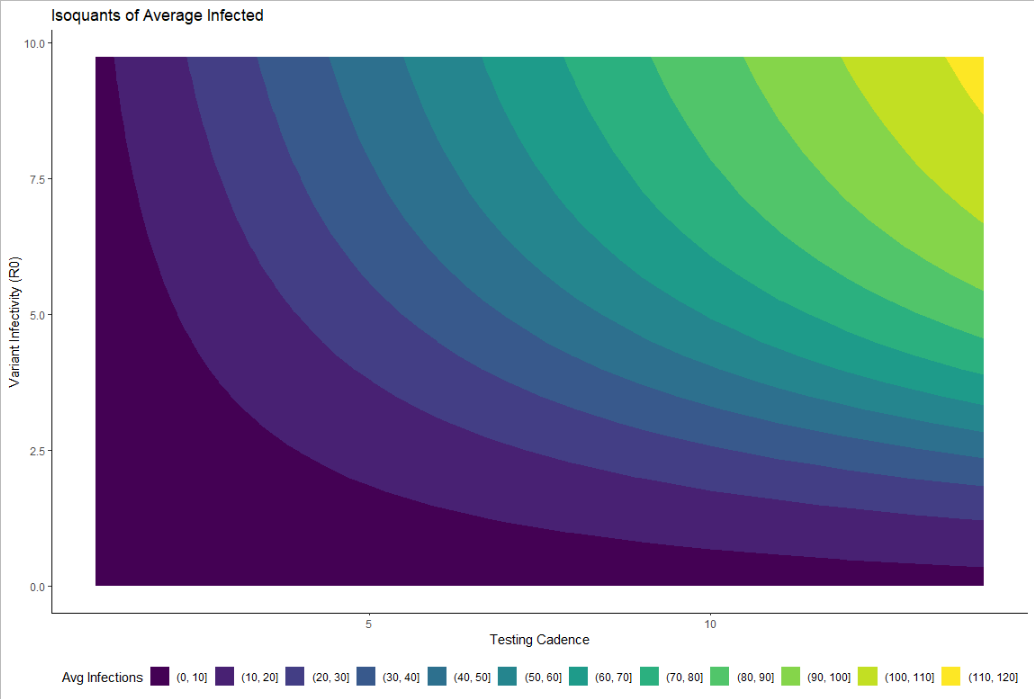 Isoquants of Average Infected
10.0
7.5
5.0
2.5
0.0
Variant Infectivity (R0)
5 10
Testing Cadence
Avg Infections (0, 10] (10, 20] (20, 30] (30, 40] (40, 50] (50, 60] (60, 70] (70, 80] (80, 90] (90, 100] (100, 110] (110, 120]